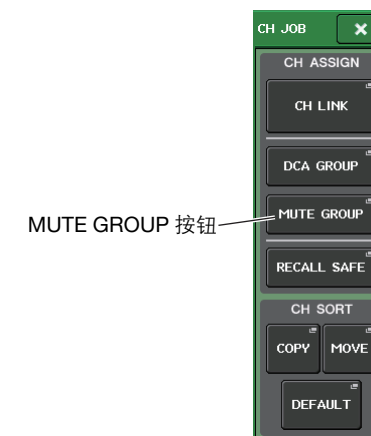 CH JOB
CH ASSIGN
CH LINK
DCA GROUP
MUTE GROUP 按钮
MUTE GROUP
RECALL SAFE
CH SORT
COPY MOVE
DEFAULT